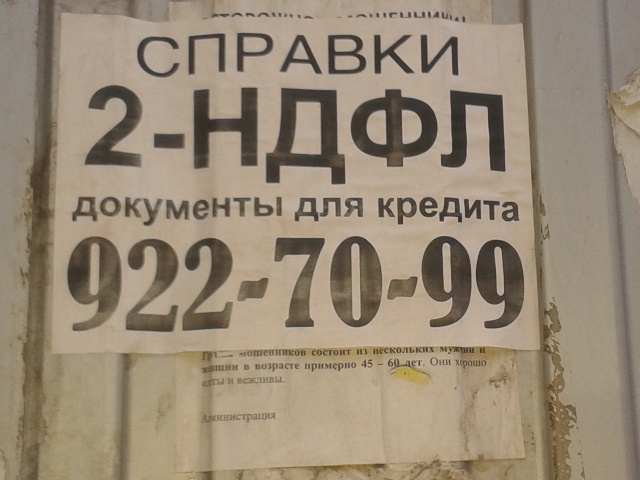 МОШЕННИКИ!
СПРАВКИ
2-НДФЛ
документы для кредита
922-70-99
мошенников состоит из нескольких мужчин и
в возрасте примерно 45 – 60 лет. Они хорошо
и вежливы.
Администрация